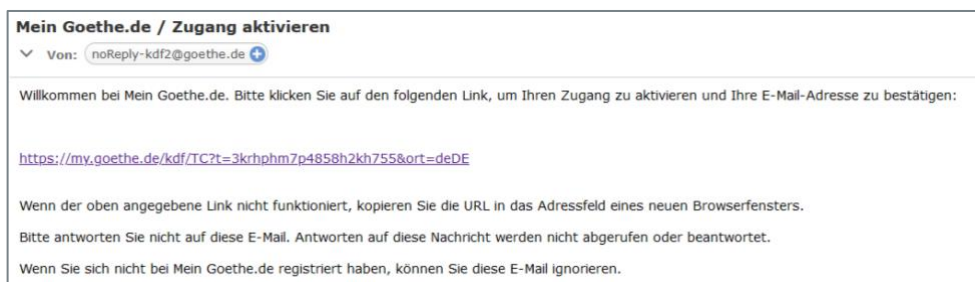 Mein Goethe.de / Zugang aktivieren
Von: noReply-kdf2@goethe.de
Willkommen bei Mein Goethe.de. Bitte klicken Sie auf den folgenden Link, um Ihren Zugang zu aktivieren und Ihre E-Mail-Adresse zu bestätigen:
https://my.goethe.de/kdf/TC?t=3krhphm7p4858h2kh755&ort=deDE
Wenn der oben angegebene Link nicht funktioniert, kopieren Sie die URL in das Adressfeld eines neuen Browserfensters.
Bitte antworten Sie nicht auf diese E-Mail. Antworten auf diese Nachricht werden nicht abgerufen oder beantwortet.
Wenn Sie sich nicht bei Mein Goethe.de registriert haben, können Sie diese E-Mail ignorieren.